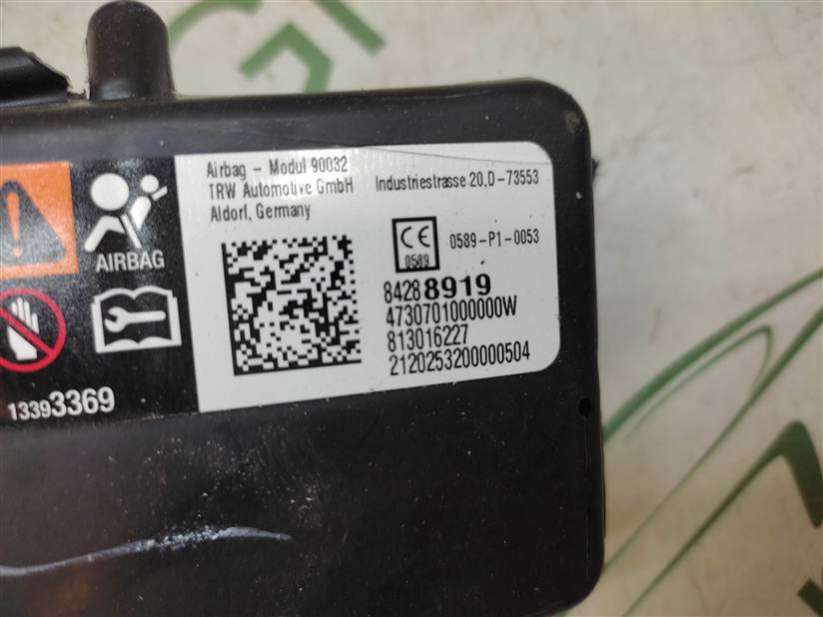 Airbag - Modul 90032
TRW Automotive GmbH Industriestrasse 20.D-73553
Aldorf, Germany
CE
0589
0589-P1-0053
AIRBAG
84288919
4730701000000W
813016227
2120253200000504
13393369